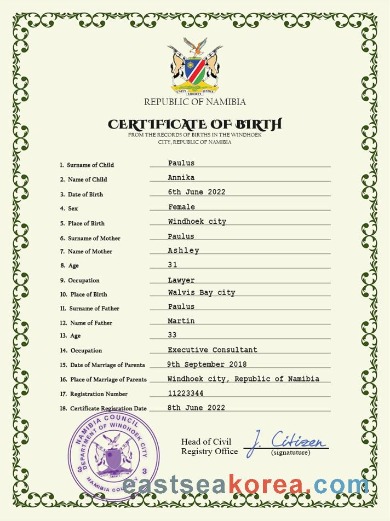 REPUBLIC OF NAMIBIA
CERTIFICATE OF BIRTH
FROM THE RECORDS OF BIRTHS IN THE WINDHOEK
CITY, REPUBLIC OF NAMIBIA
1. Surname of Child Paulus
2. Name of Child Annika
3. Date of Birth 6th June 2022
4. Sex Female
5. Place of Birth Windhoek city
6. Surname of Mother Paulus
7. Name of Mother Ashley
8. Age 31
9. Occupation Lawyer
10. Place of Birth Walvis Bay city
11. Surname of Father Paulus
12. Name of Father Martin
13. Age 33
14. Occupation Executive Consultant
15. Date of Marriage of Parents 9th September 2018
16. Place of Marriage of Parents Windhoek city, Republic of Namibia
17. Registration Number 11223344
18. Certificate Registration Date 8th June 2022
NAMIBIA COUNCIL
DEPARTMENT OF WINDHOEK CITY
3 3
Head of Civil
Registry Office
J. Citizen
(signature)
eastseakorea.com